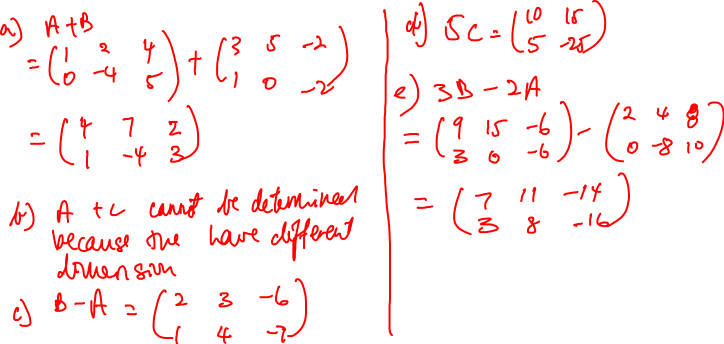 a) A+B
= (1 2 4
0 -4 5) + (3 5 -2
1 0 -2)
= (4 7 2
1 -4 3)
b) A + C cannot be determined
because the have different
dimension
c) B-A = (2 3 -6
1 4 -7)
d) 5C = (10 15
5 -25)
e) 3B - 2A
= (9 15 -6
3 0 -6) - (2 4 8
0 -8 10)
= (7 11 -14
3 8 -16)